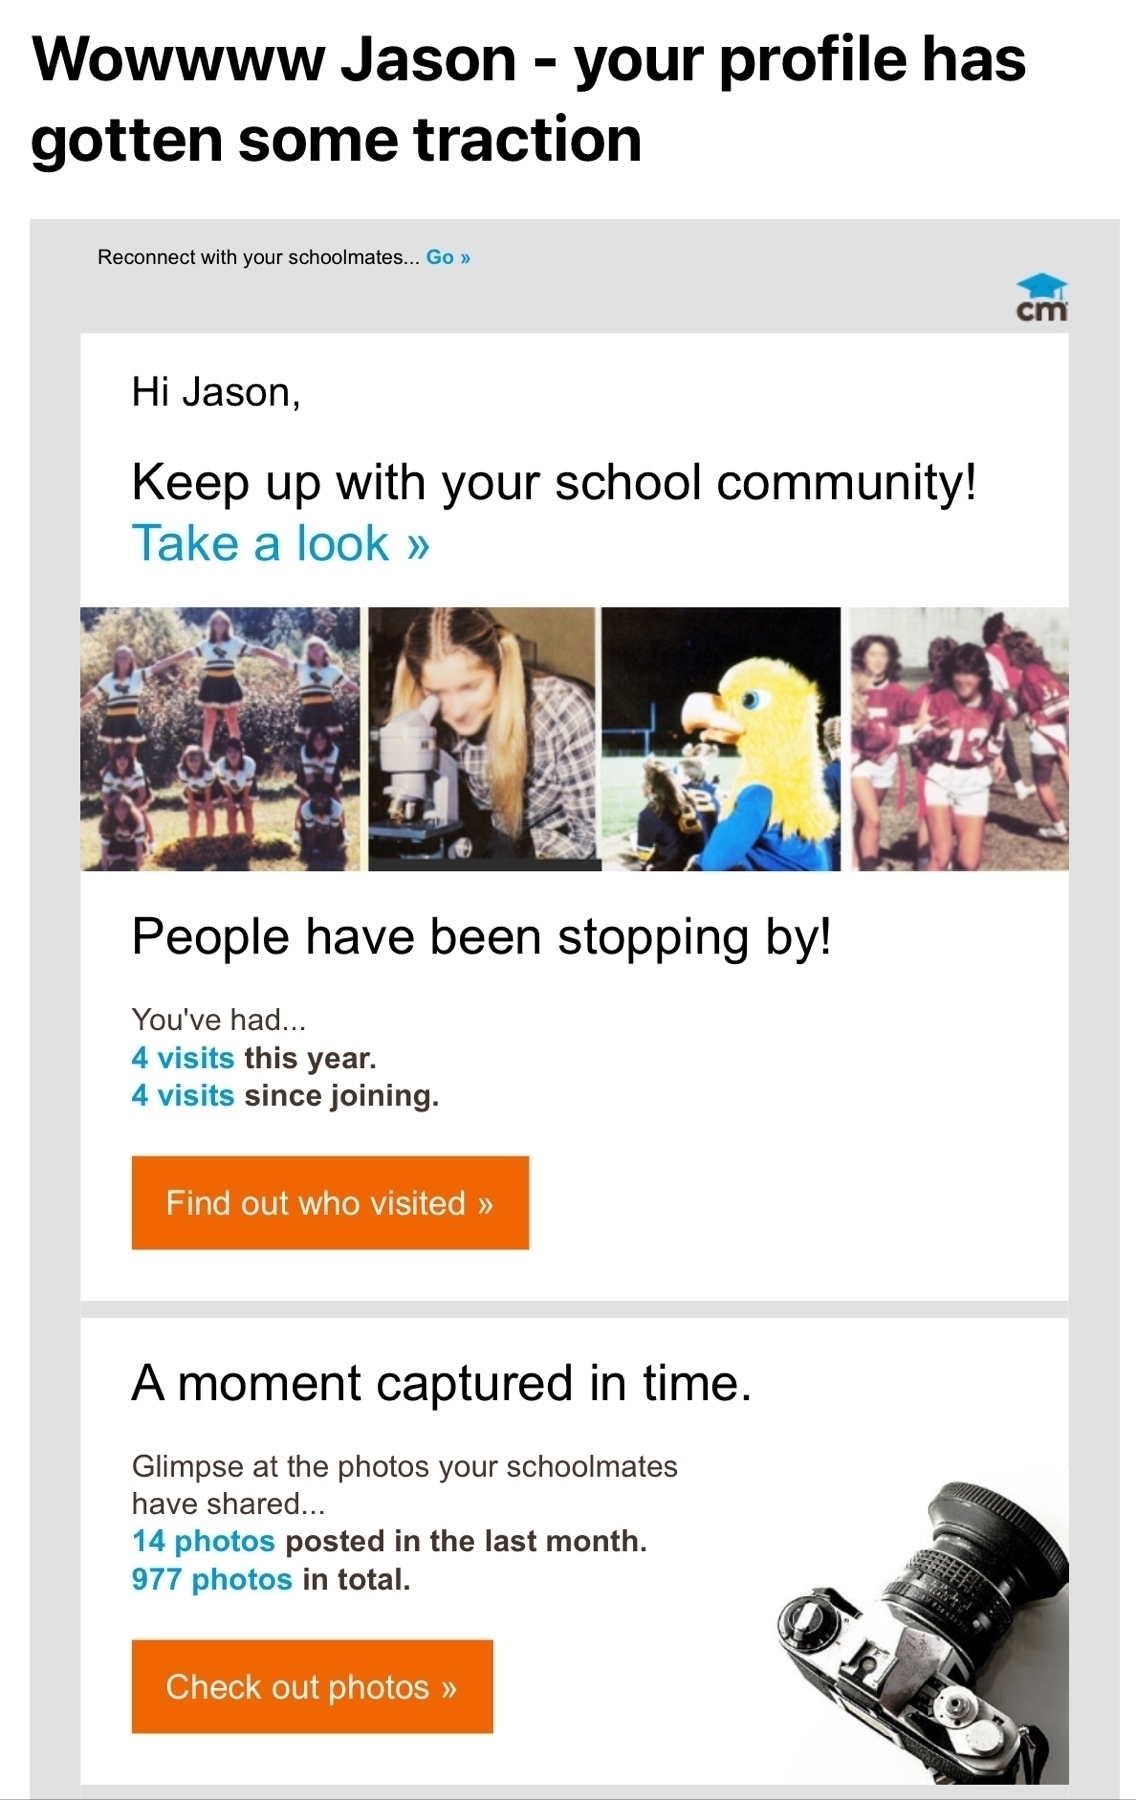 Wowwww Jason - your profile has
gotten some traction
Reconnect with your schoolmates... Go »
cm
Hi Jason,
Keep up with your school community!
Take a look »
13
People have been stopping by!
You've had...
4 visits this year.
4 visits since joining.
Find out who visited »
A moment captured in time.
Glimpse at the photos your schoolmates
have shared...
14 photos posted in the last month.
977 photos in total.
Check out photos »